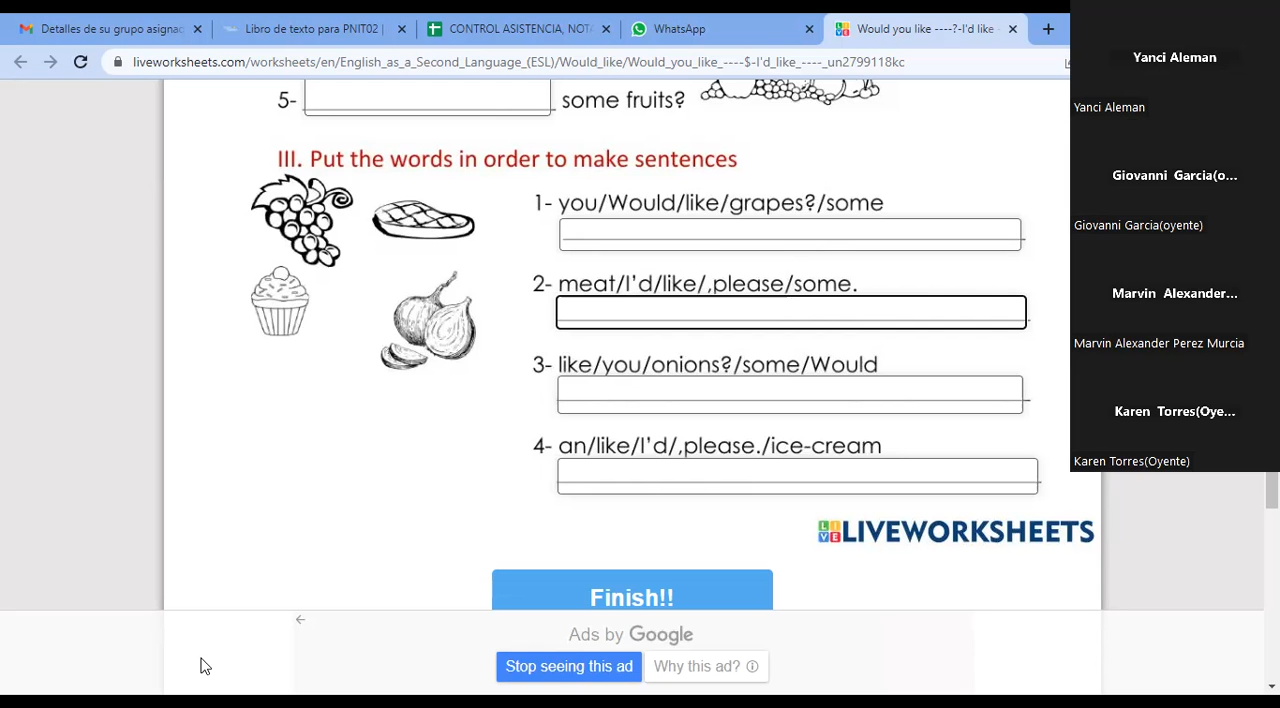 Detalles de su grupo asignac
Libro de texto para PNIT02 |
CONTROL ASISTENCIA, NOTA
WhatsApp
Would you like ----?-I'd like
liveworksheets.com/worksheets/en/English_as_a_Second_Language_(ESL)/Would_like/Would_you_like_----$-I'd_like_----_un2799118kc
5- some fruits?
III. Put the words in order to make sentences
1- you/Would/like/grapes?/some
2- meat/I'd/like/,please/some.
3- like/you/onions?/some/Would
4- an/like/I'd/,please./ice-cream
LIVE LIVEWORKSHEETS
Finish!!
Ads by Google
Stop seeing this ad
Why this ad?
Yanci Aleman
Yanci Aleman
Giovanni Garcia(o...
Giovanni Garcia(oyente)
Marvin Alexander...
Marvin Alexander Perez Murcia
Karen Torres(Oye...
Karen Torres(Oyente)